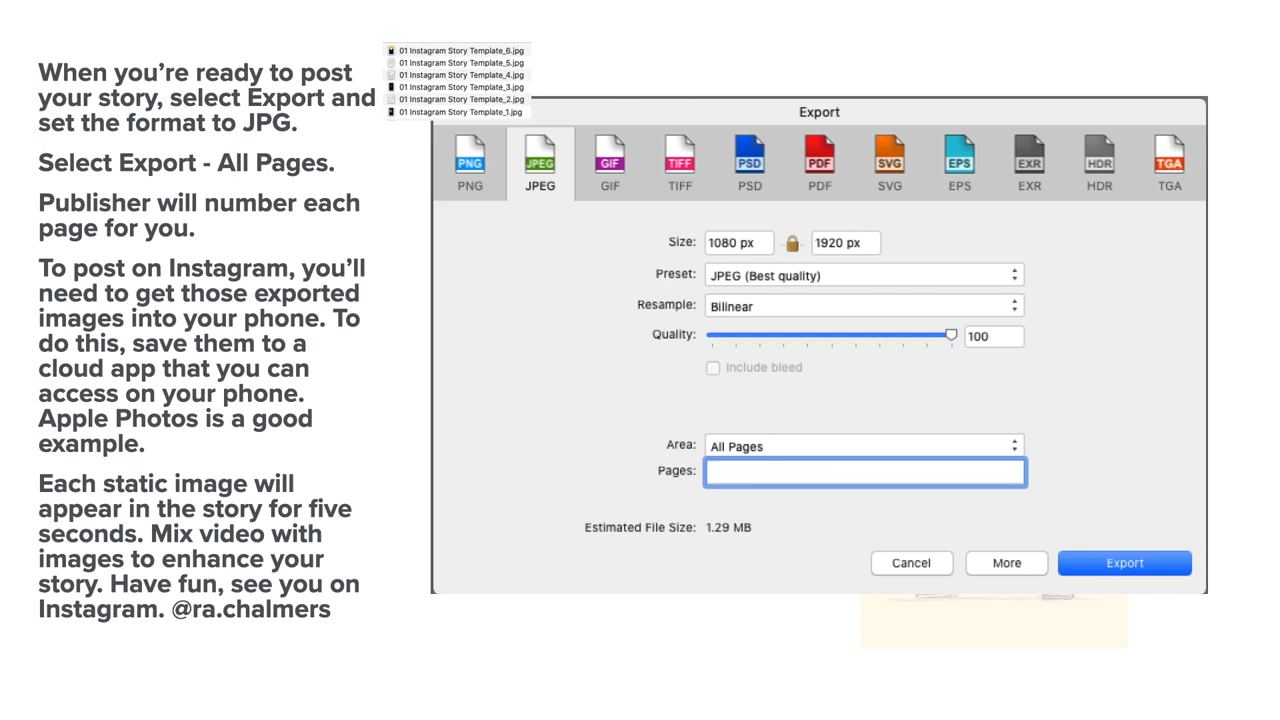 When you’re ready to post
your story, select Export and
set the format to JPG.
Select Export - All Pages.
Publisher will number each
page for you.
To post on Instagram, you’ll
need to get those exported
images into your phone. To
do this, save them to a
cloud app that you can
access on your phone.
Apple Photos is a good
example.
Each static image will
appear in the story for five
seconds. Mix video with
images to enhance your
story. Have fun, see you on
Instagram. @ra.chalmers
01 Instagram Story Template_6.jpg
01 Instagram Story Template_5.jpg
01 Instagram Story Template_4.jpg
01 Instagram Story Template_3.jpg
01 Instagram Story Template_2.jpg
01 Instagram Story Template_1.jpg
Export
PNG JPEG GIF TIFF PSD PDF SVG EPS EXR HDR TGA
PNG JPEG GIF TIFF PSD PDF SVG EPS EXR HDR TGA
Size: 1080 px 1920 px
Preset: JPEG (Best quality)
Resample: Bilinear
Quality: 100
Include bleed
Area: All Pages
Pages:
Estimated File Size: 1.29 MB
Cancel More Export